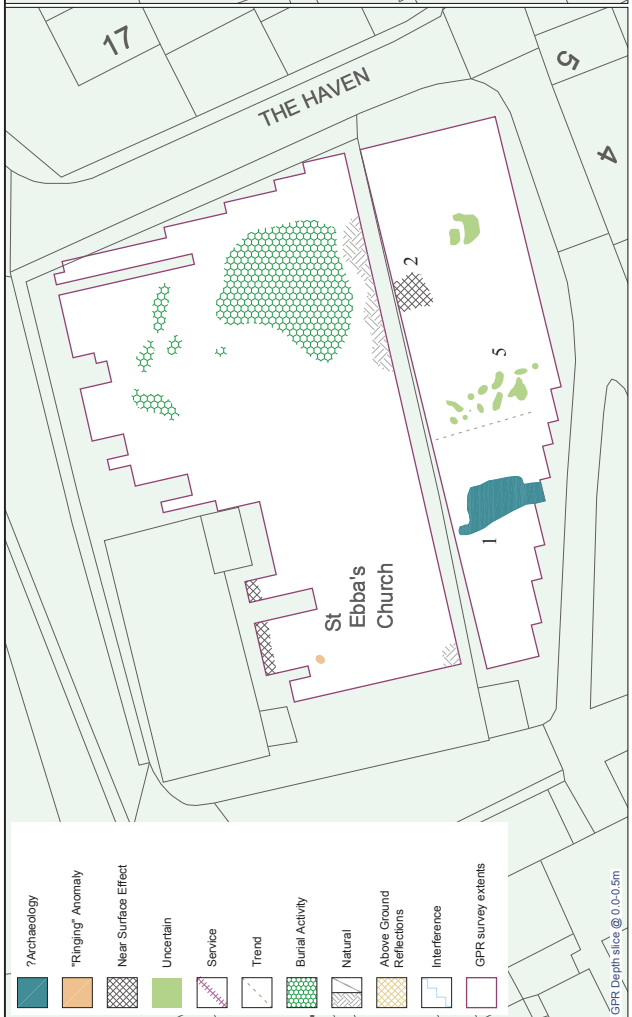 17
THE HAVEN
5
4
2
5
1
St
Ebba's
Church
?Archaeology
"Ringing" Anomaly
Near Surface Effect
Uncertain
Service
Trend
Burial Activity
Natural
Above Ground
Reflections
Interference
GPR survey extents
GPR Depth slice @ 0.0-0.5m